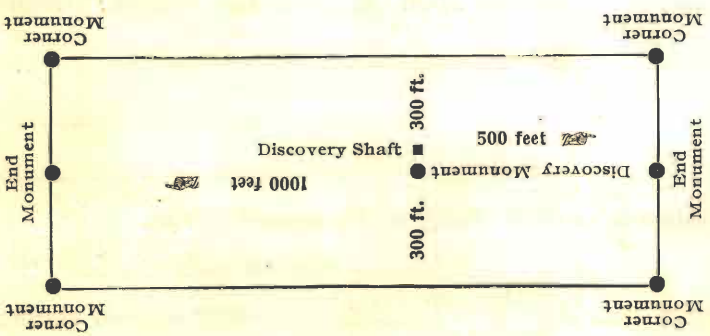 Corner
Monument
Corner
Monument
End
Monument
300 ft.
500 feet
Discovery Shaft
Discovery Monument
1000 feet
300 ft.
End
Monument
Corner
Monument
Corner
Monument